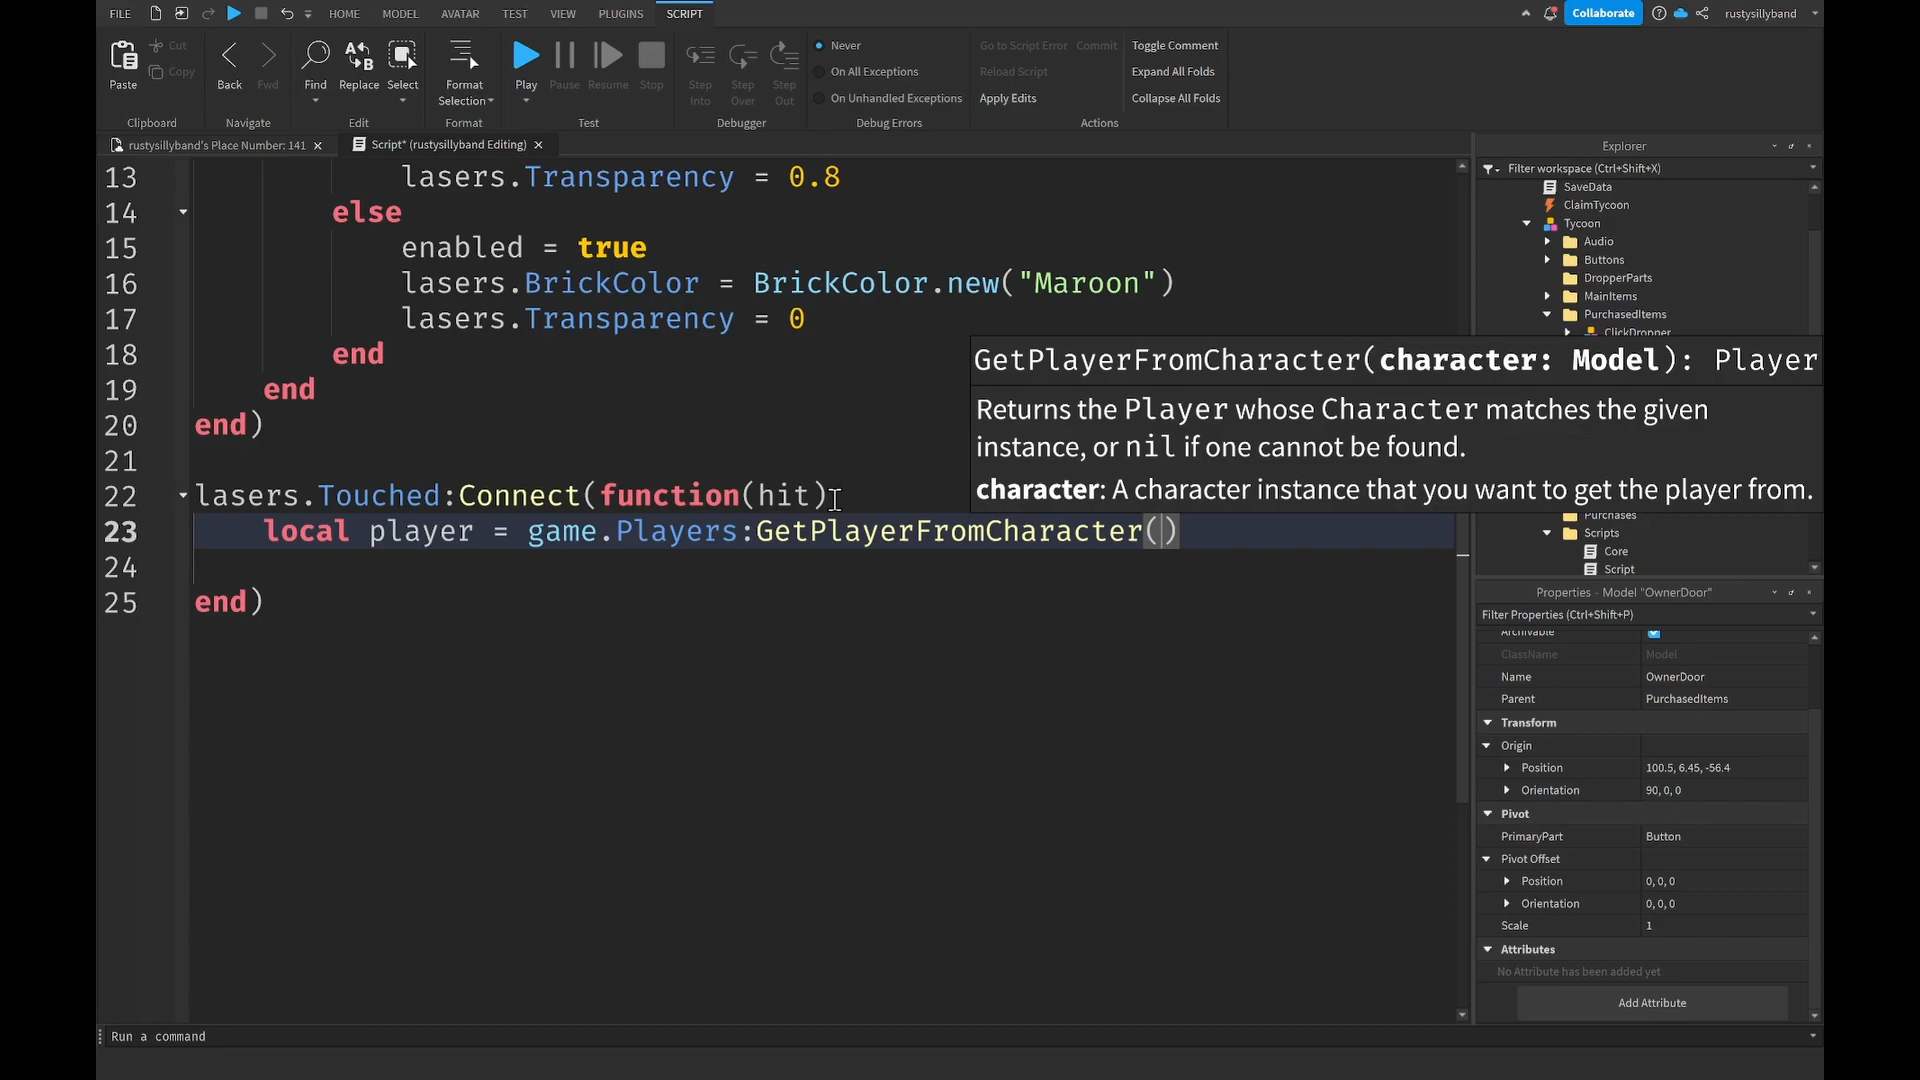 FILE HOME MODEL AVATAR TEST VIEW PLUGINS SCRIPT Collaborate rustysillyband
Paste Cut Copy Back Fwd Find Replace Select Format Selection Play Pause Resume Stop Step Into Step Over Step Out
Never
On All Exceptions
On Unhandled Exceptions
Go to Script Error Commit
Reload Script
Apply Edits
Toggle Comment
Expand All Folds
Collapse All Folds
Clipboard Navigate Edit Format Test Debugger Debug Errors Actions
rustysillyband's Place Number: 141 Script* (rustysillyband Editing)
13 lasers.Transparency = 0.8
14 else
15 enabled = true
16 lasers.BrickColor = BrickColor.new("Maroon")
17 lasers.Transparency = 0
18 end
19 end
20 end)
21
22 lasers.Touched:Connect(function(hit)
23 local player = game.Players:GetPlayerFromCharacter()
24
25 end)
GetPlayerFromCharacter(character: Model): Player
Returns the Player whose Character matches the given
instance, or nil if one cannot be found.
character: A character instance that you want to get the player from.
Explorer
Filter workspace (Ctrl+Shift+X)
SaveData
ClaimTycoon
Tycoon
Audio
Buttons
DropperParts
MainItems
PurchasedItems
ClickDropper
Purchases
Scripts
Core
Script
Properties - Model "OwnerDoor"
Filter Properties (Ctrl+Shift+P)
Archivable
ClassName Model
Name OwnerDoor
Parent PurchasedItems
Transform
Origin
Position 100.5, 6.45, -56.4
Orientation 90, 0, 0
Pivot
PrimaryPart Button
Pivot Offset
Position 0, 0, 0
Orientation 0, 0, 0
Scale 1
Attributes
No Attribute has been added yet
Add Attribute
Run a command